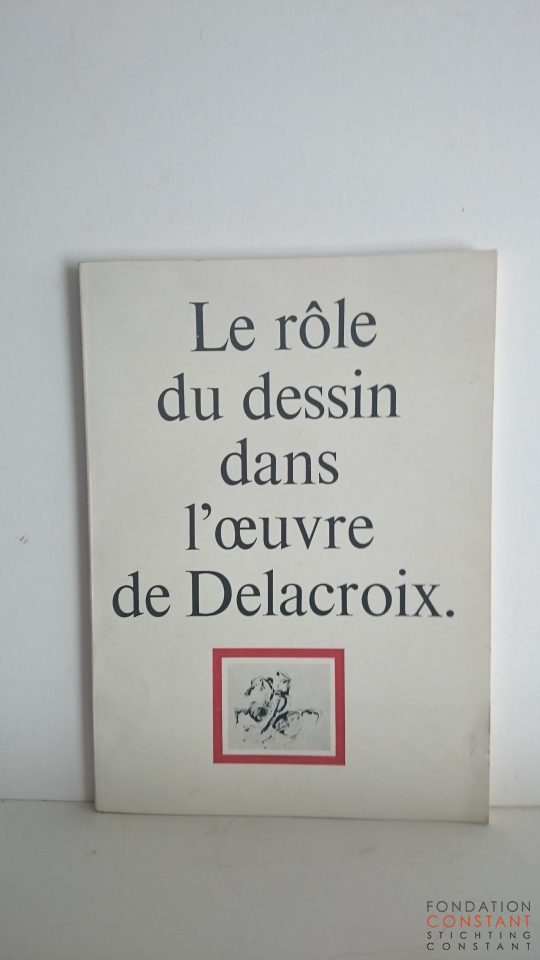 Le rôle
du dessin
dans
l'œuvre
de Delacroix.
FONDATION
CONSTANT
STICHTING
CONSTANT